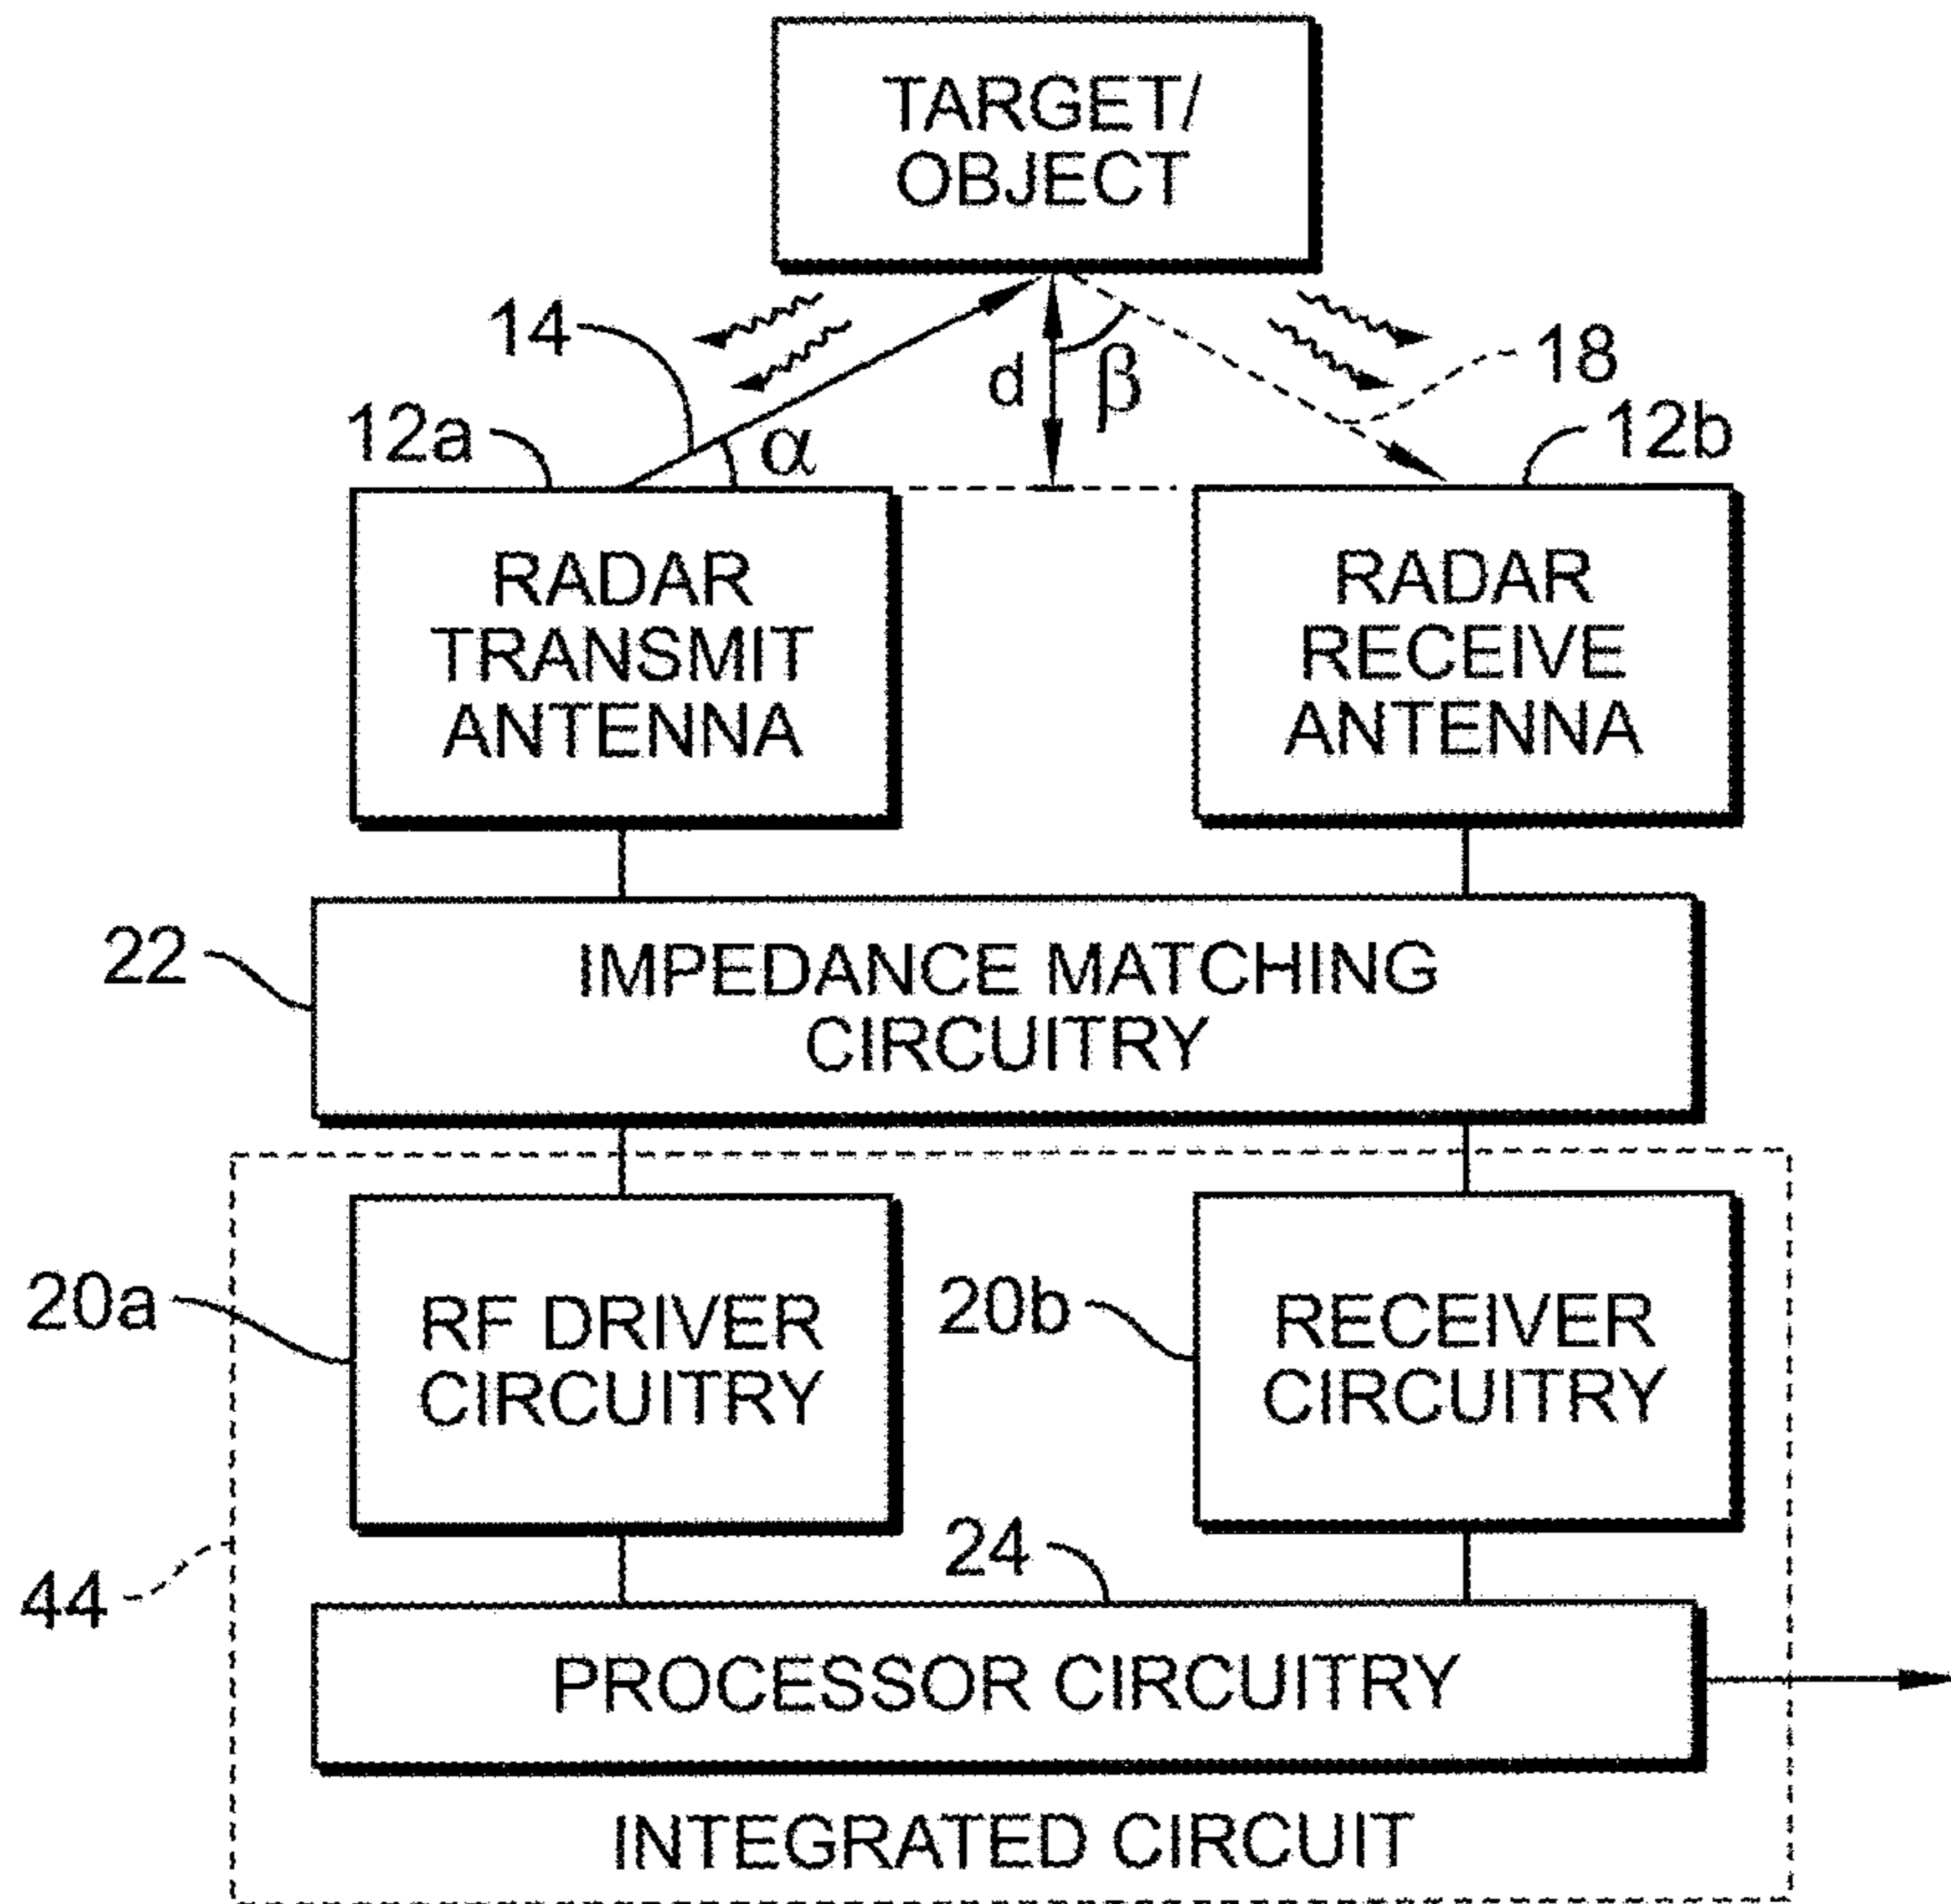 TARGET/
OBJECT
14
18
d
β
12a
α
12b
RADAR
TRANSMIT
ANTENNA
RADAR
RECEIVE
ANTENNA
22
IMPEDANCE MATCHING
CIRCUITRY
20a
RF DRIVER
CIRCUITRY
20b
RECEIVER
CIRCUITRY
24
44
PROCESSOR CIRCUITRY
INTEGRATED CIRCUIT